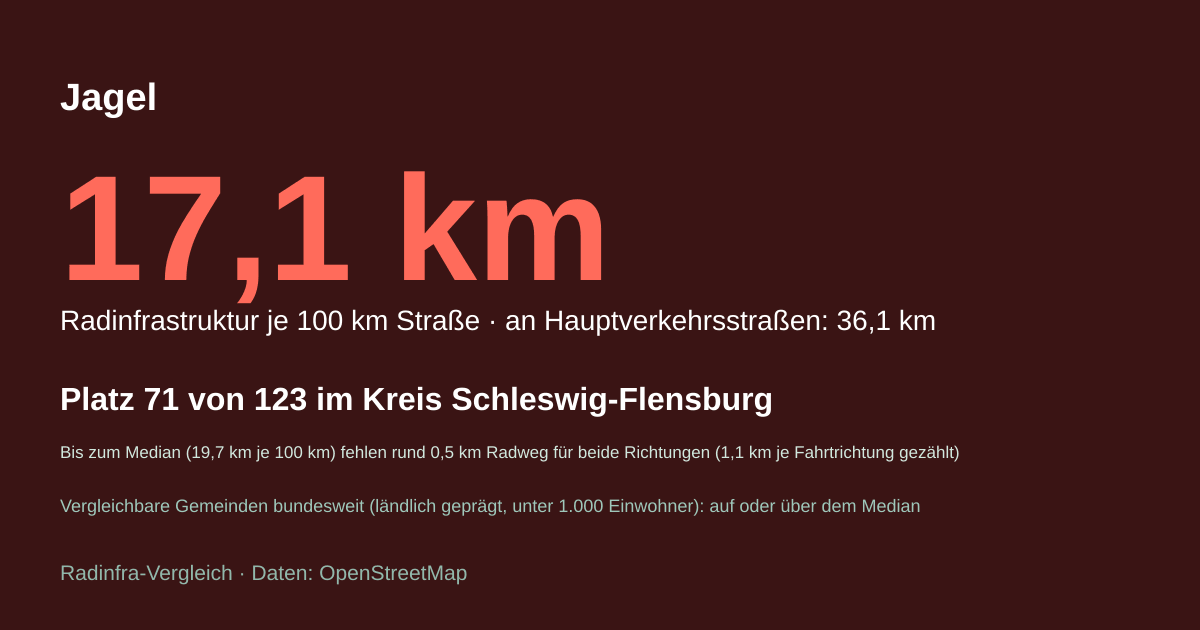 Jagel
17,1 km
Radinfrastruktur je 100 km Straße · an Hauptverkehrsstraßen: 36,1 km
Platz 71 von 123 im Kreis Schleswig-Flensburg
Bis zum Median (19,7 km je 100 km) fehlen rund 0,5 km Radweg für beide Richtungen (1,1 km je Fahrtrichtung gezählt)
Vergleichbare Gemeinden bundesweit (ländlich geprägt, unter 1.000 Einwohner): auf oder über dem Median
Radinfra-Vergleich · Daten: OpenStreetMap